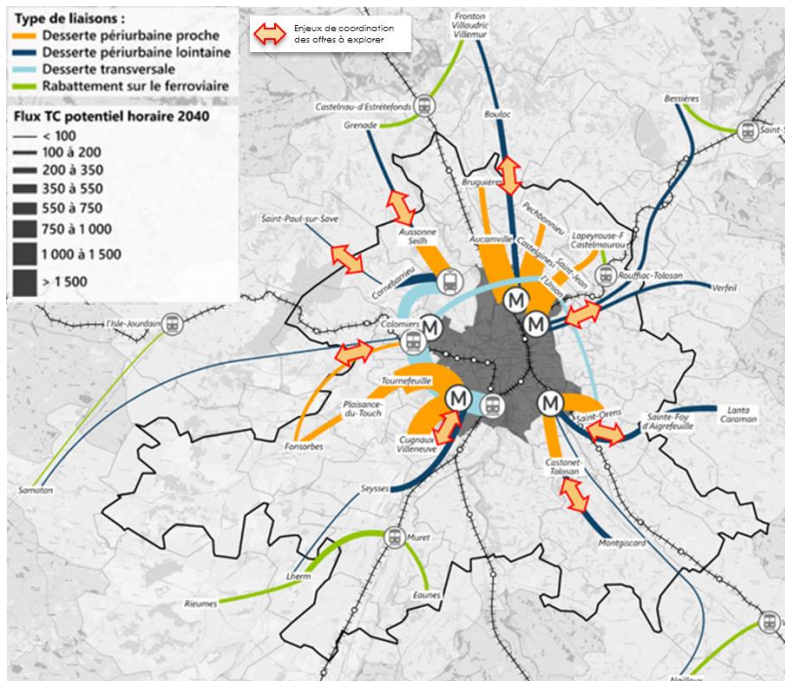 Type de liaisons :
Desserte périurbaine proche
Desserte périurbaine lointaine
Desserte transversale
Rabattement sur le ferroviaire
Flux TC potentiel horaire 2040
< 100
100 à 200
200 à 350
350 à 550
550 à 750
750 à 1 000
1 000 à 1 500
> 1 500
Enjeux de coordination
des offres à explorer
Fronton
Villaudric
Villemur
Castelnau-d'Estrétefonds
Grenade
Bouloc
Bessières
Saint-S
Bruguières
Pechbonnieu
Saint-Paul-sur-Save
Aussonne
Seilh
Aucamville
Castelginest
Saint-Jean
Lapeyrouse-F
Castelmaurou
L'Union
Rouffiac-Tolosan
Verfeil
Cornebarrieu
l'Isle-Jourdain
Colomiers
M
M
M
Tournefeuille
Plaisance-
du-Touch
M
M
Saint-Orens
Sainte-Foy
d'Aigrefeuille
Lanta
Caraman
Fonsorbes
Cugnaux
Villeneuve
Castanet-
Tolosan
Samatan
Seysses
Montgiscard
Muret
Lherm
Rieumes
Eaunes
Nailloux